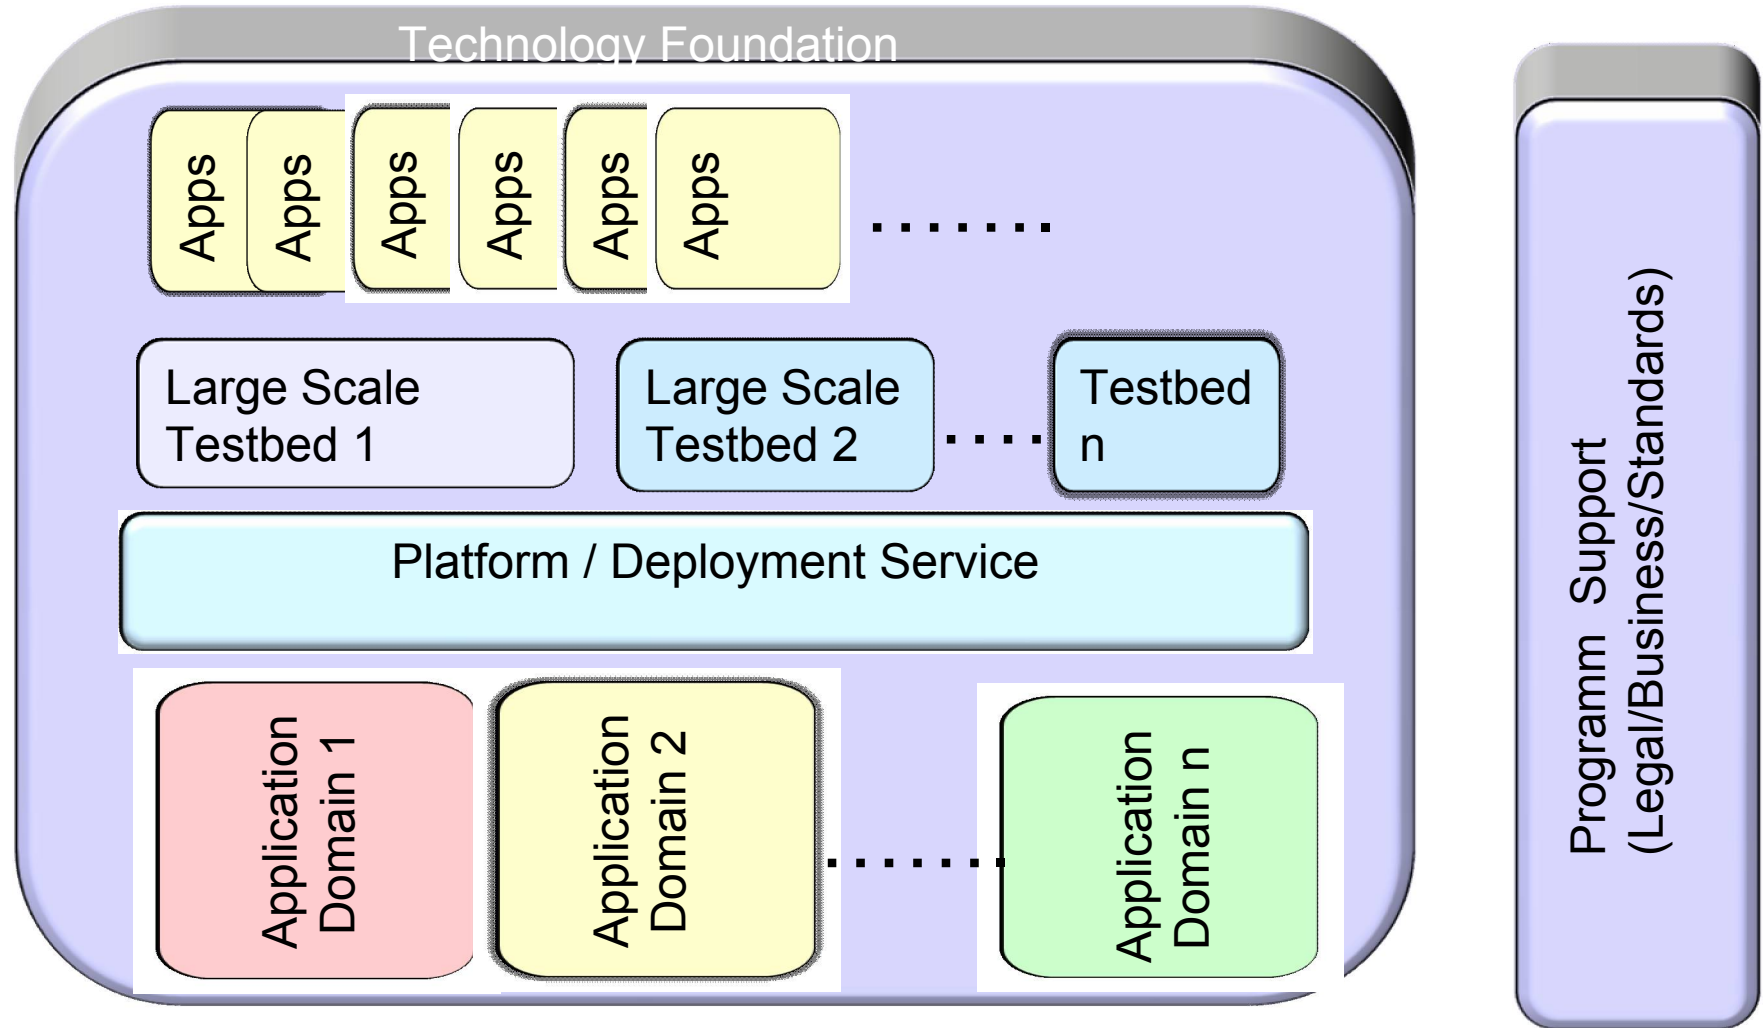 Technology Foundation
Apps
Apps
Apps
Apps
Apps
Apps
.......
Large Scale
Testbed 1
Large Scale
Testbed 2
....
Testbed
n
Platform / Deployment Service
Application
Domain 1
Application
Domain 2
.......
Application
Domain n
Programm Support
(Legal/Business/Standards)